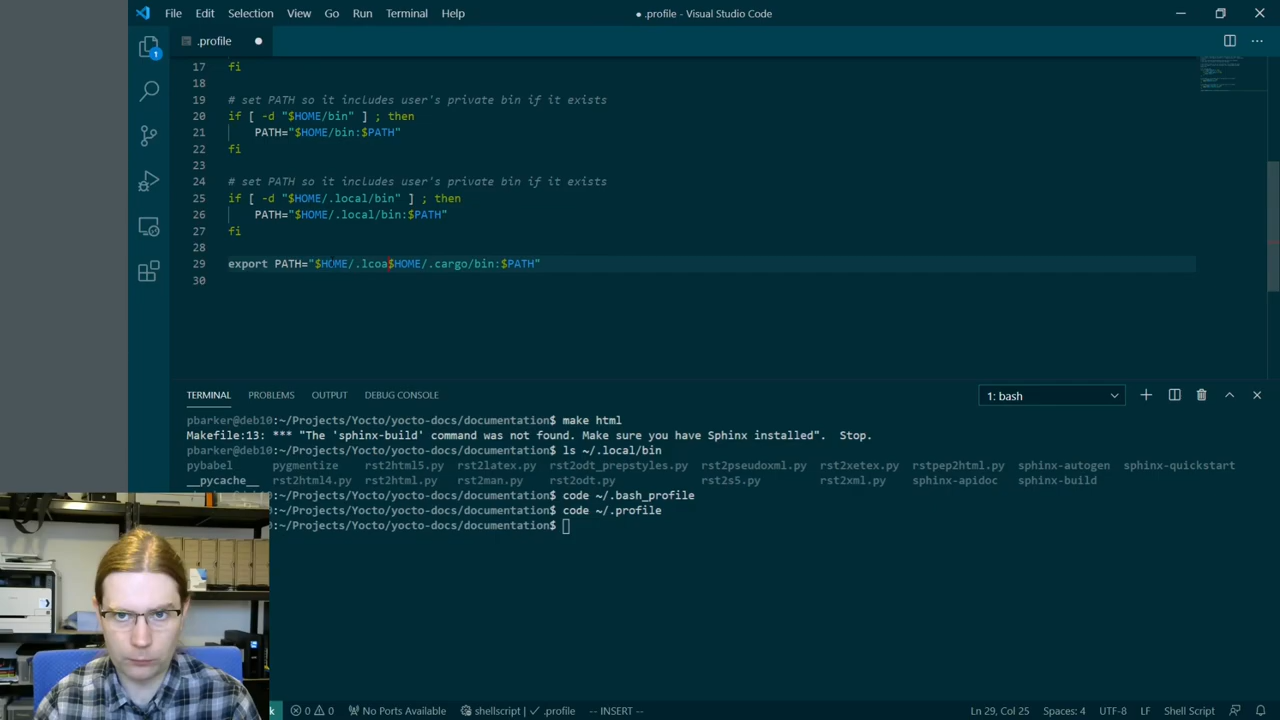 File Edit Selection View Go Run Terminal Help
● .profile - Visual Studio Code
.profile
1
17 fi
18
19 # set PATH so it includes user's private bin if it exists
20 if [ -d "$HOME/bin" ] ; then
21 PATH="$HOME/bin:$PATH"
22 fi
23
24 # set PATH so it includes user's private bin if it exists
25 if [ -d "$HOME/.local/bin" ] ; then
26 PATH="$HOME/.local/bin:$PATH"
27 fi
28
29 export PATH="$HOME/.lcoa$HOME/.cargo/bin:$PATH"
30
TERMINAL PROBLEMS OUTPUT DEBUG CONSOLE
1: bash
pbarker@deb10:~/Projects/Yocto/yocto-docs/documentation$ make html
Makefile:13: *** "The 'sphinx-build' command was not found. Make sure you have Sphinx installed". Stop.
pbarker@deb10:~/Projects/Yocto/yocto-docs/documentation$ ls ~/.local/bin
pybabel pygmentize rst2html5.py rst2latex.py rst2odt_prepstyles.py rst2pseudoxml.py rst2xetex.py rstpep2html.py sphinx-autogen sphinx-quickstart
__pycache__ rst2html4.py rst2html.py rst2man.py rst2odt.py rst2s5.py rst2xml.py sphinx-apidoc sphinx-build
:~/Projects/Yocto/yocto-docs/documentation$ code ~/.bash_profile
:~/Projects/Yocto/yocto-docs/documentation$ code ~/.profile
:~/Projects/Yocto/yocto-docs/documentation$
0 0 No Ports Available shellscript .profile -- INSERT -- Ln 29, Col 25 Spaces: 4 UTF-8 LF Shell Script